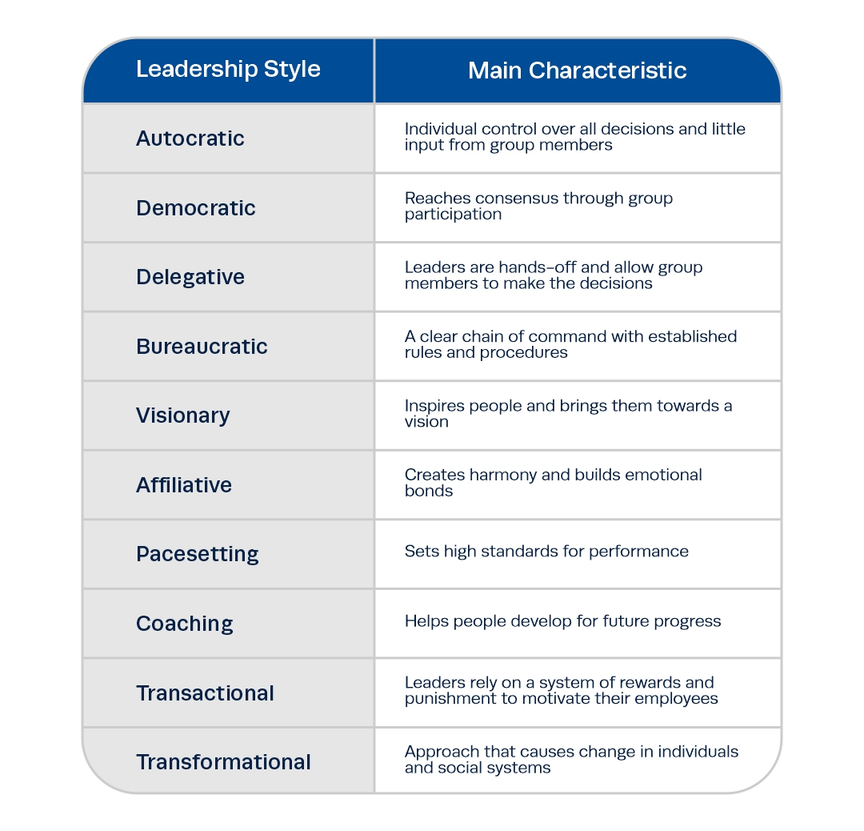 Leadership Style
Main Characteristic
Autocratic
Individual control over all decisions and little
input from group members
Democratic
Reaches consensus through group
participation
Delegative
Leaders are hands-off and allow group
members to make the decisions
Bureaucratic
A clear chain of command with established
rules and procedures
Visionary
Inspires people and brings them towards a
vision
Affiliative
Creates harmony and builds emotional
bonds
Pacesetting
Sets high standards for performance
Coaching
Helps people develop for future progress
Transactional
Leaders rely on a system of rewards and
punishment to motivate their employees
Transformational
Approach that causes change in individuals
and social systems